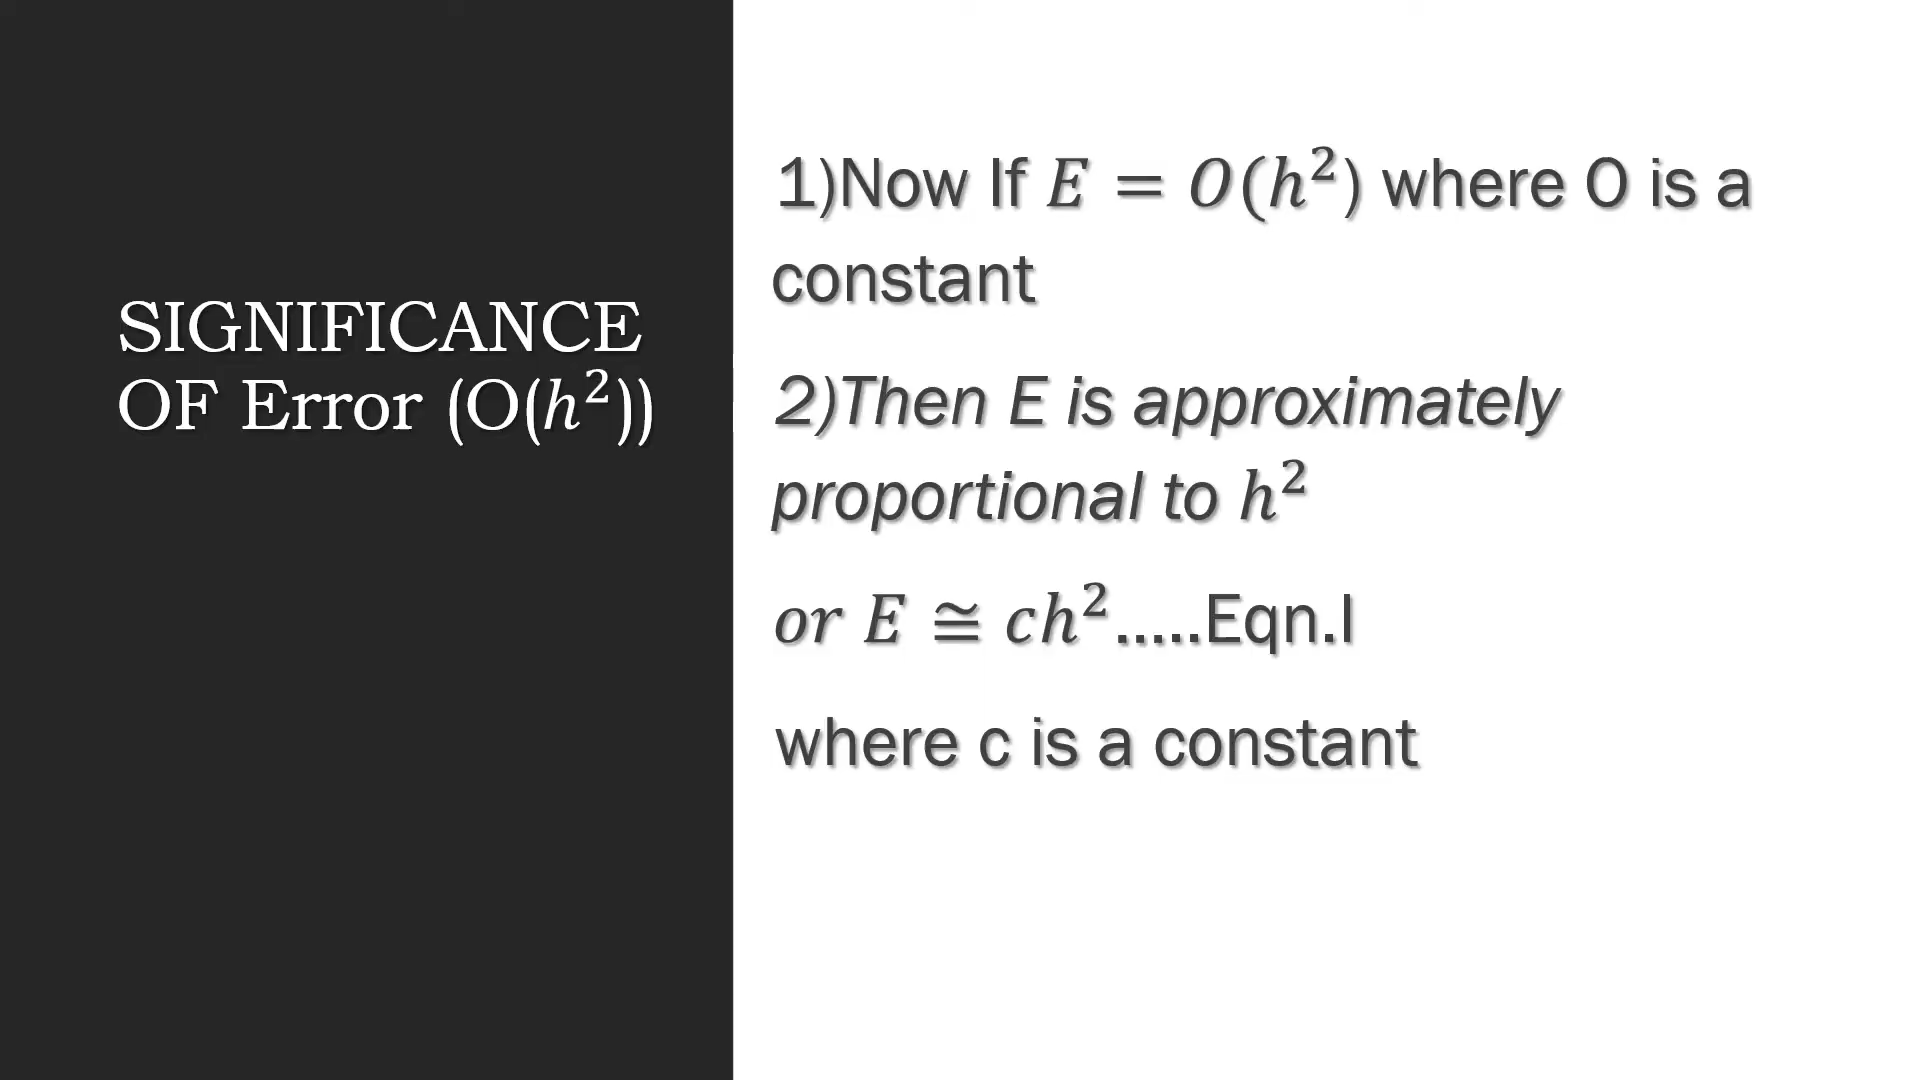 SIGNIFICANCE
OF Error (O(h²))
1)Now If E = O(h²) where O is a
constant
2)Then E is approximately
proportional to h²
or E ≅ ch².....Eqn.I
where c is a constant